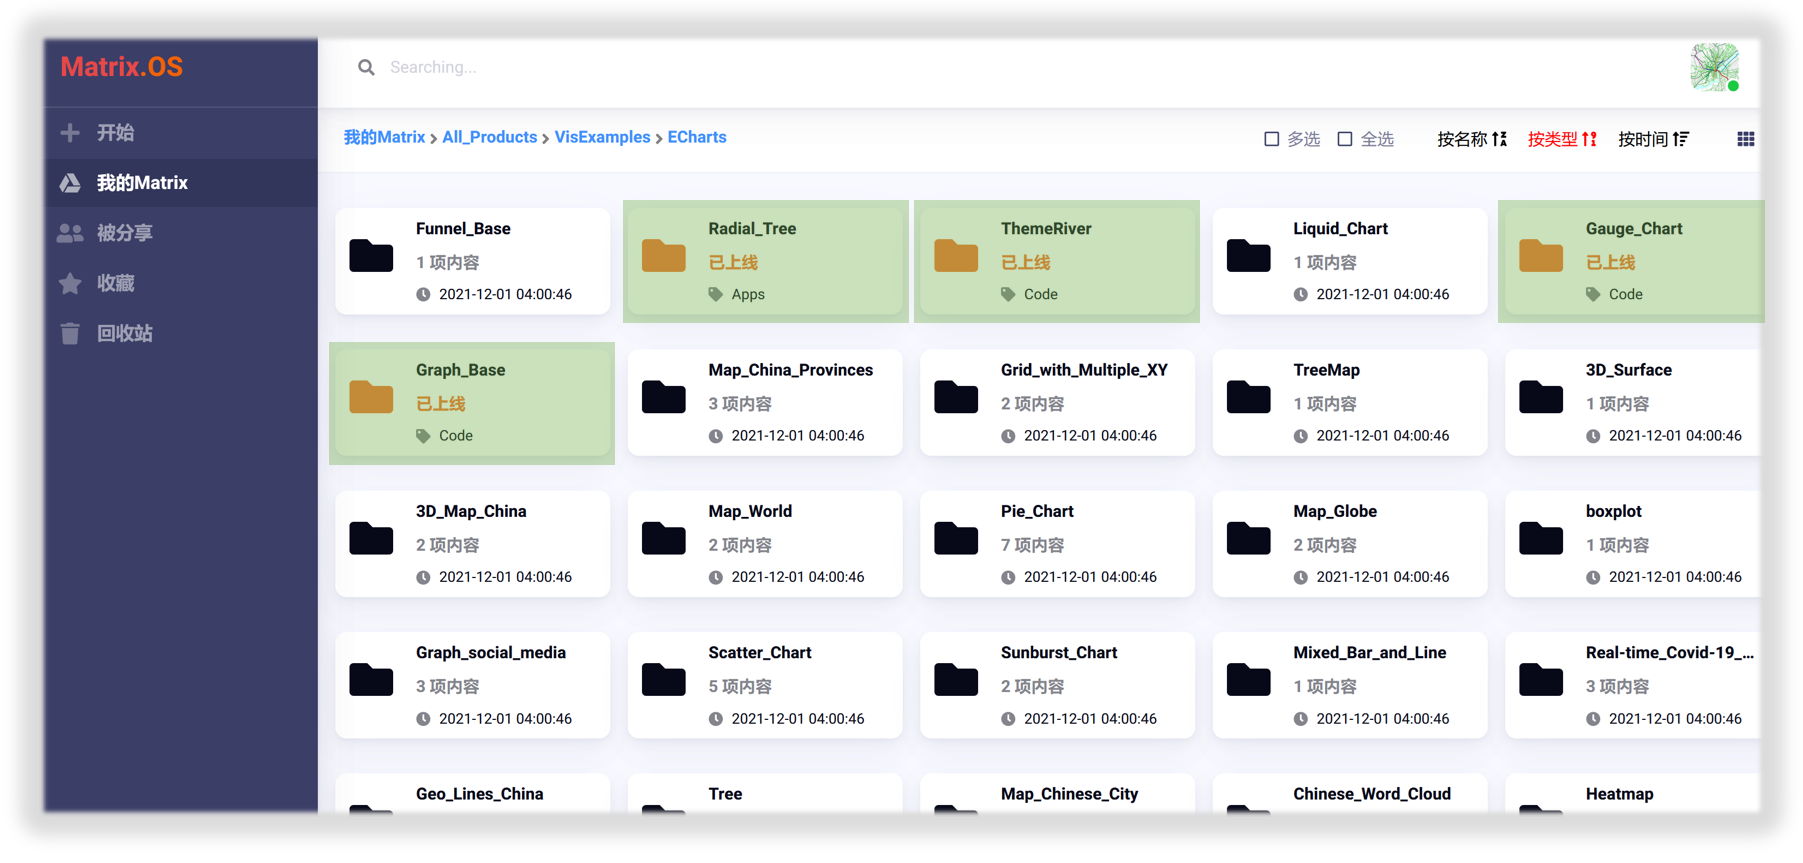 Matrix.OS
Searching...
开始
我的Matrix
被分享
收藏
回收站
我的Matrix > All_Products > VisExamples > ECharts
多选 全选 按名称 按类型 按时间
Funnel_Base
1 项内容
2021-12-01 04:00:46
Radial_Tree
已上线
Apps
ThemeRiver
已上线
Code
Liquid_Chart
1 项内容
2021-12-01 04:00:46
Gauge_Chart
已上线
Code
Graph_Base
已上线
Code
Map_China_Provinces
3 项内容
2021-12-01 04:00:46
Grid_with_Multiple_XY
2 项内容
2021-12-01 04:00:46
TreeMap
1 项内容
2021-12-01 04:00:46
3D_Surface
1 项内容
2021-12-01 04:00:46
3D_Map_China
2 项内容
2021-12-01 04:00:46
Map_World
2 项内容
2021-12-01 04:00:46
Pie_Chart
7 项内容
2021-12-01 04:00:46
Map_Globe
2 项内容
2021-12-01 04:00:46
boxplot
1 项内容
2021-12-01 04:00:46
Graph_social_media
3 项内容
2021-12-01 04:00:46
Scatter_Chart
5 项内容
2021-12-01 04:00:46
Sunburst_Chart
2 项内容
2021-12-01 04:00:46
Mixed_Bar_and_Line
1 项内容
2021-12-01 04:00:46
Real-time_Covid-19_...
3 项内容
2021-12-01 04:00:46
Geo_Lines_China
Tree
Map_Chinese_City
Chinese_Word_Cloud
Heatmap